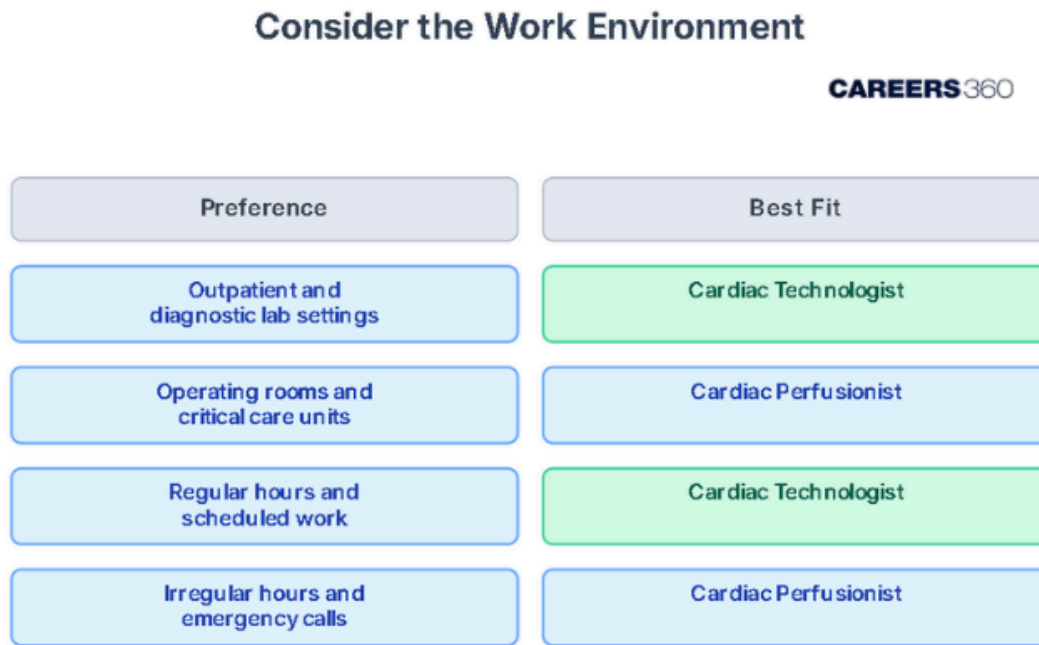 Consider the Work Environment
CAREERS360
Preference
Best Fit
Outpatient and
diagnostic lab settings
Cardiac Technologist
Operating rooms and
critical care units
Cardiac Perfusionist
Regular hours and
scheduled work
Cardiac Technologist
Irregular hours and
emergency calls
Cardiac Perfusionist